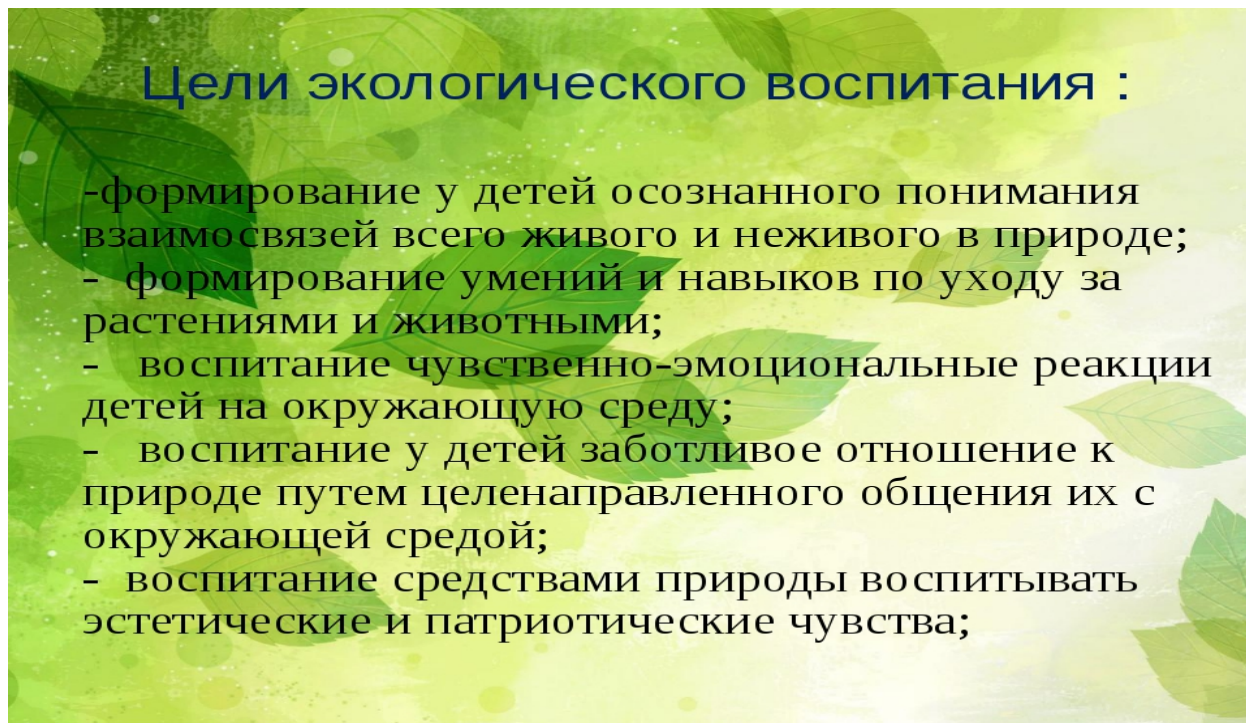 Цели экологического воспитания :
-формирование у детей осознанного понимания
взаимосвязей всего живого и неживого в природе;
- формирование умений и навыков по уходу за
растениями и животными;
- воспитание чувственно-эмоциональные реакции
детей на окружающую среду;
- воспитание у детей заботливое отношение к
природе путем целенаправленного общения их с
окружающей средой;
- воспитание средствами природы воспитывать
эстетические и патриотические чувства;